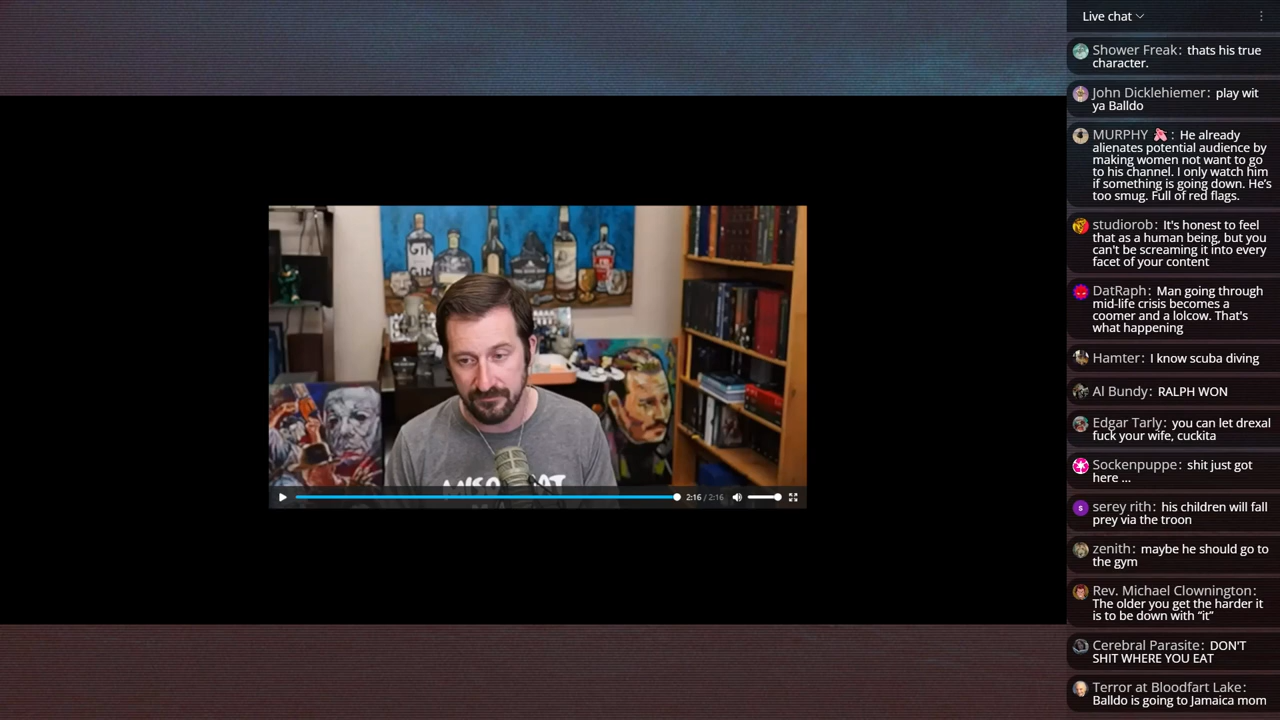 Live chat
Shower Freak: thats his true
character.
John Dicklehiemer: play wit
ya Balldo
MURPHY : He already
alienates potential audience by
making women not want to go
to his channel. I only watch him
if something is going down. He's
too smug. Full of red flags.
studiorob: It's honest to feel
that as a human being, but you
can't be screaming it into every
facet of your content
DatRaph: Man going through
mid-life crisis becomes a
coomer and a lolcow. That's
what happening
Hamter: I know scuba diving
Al Bundy: RALPH WON
Edgar Tarly: you can let drexal
fuck your wife, cuckita
Sockenpuppe: shit just got
here ...
serey rith: his children will fall
prey via the troon
zenith: maybe he should go to
the gym
Rev. Michael Clownington:
The older you get the harder it
is to be down with “it”
Cerebral Parasite: DON'T
SHIT WHERE YOU EAT
Terror at Bloodfart Lake:
Balldo is going to Jamaica mom
GIN
GIN
2:16 / 2:16